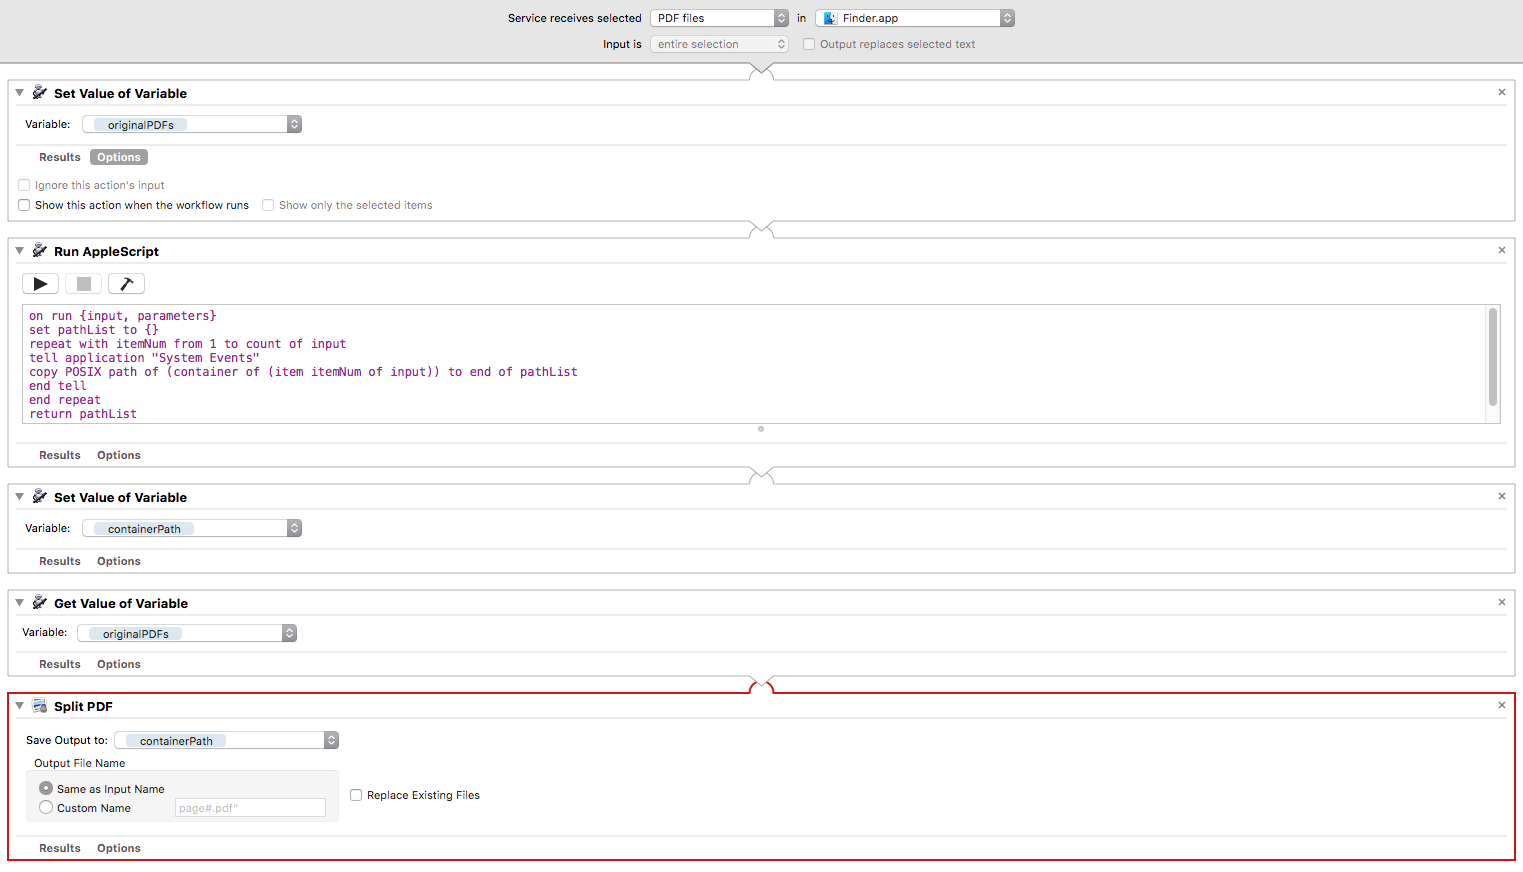 Service receives selected PDF files in Finder.app
Input is entire selection Output replaces selected text
Set Value of Variable
Variable: originalPDFs
Results Options
Ignore this action's input
Show this action when the workflow runs Show only the selected items
Run AppleScript
on run {input, parameters}
set pathList to {}
repeat with itemNum from 1 to count of input
tell application "System Events"
copy POSIX path of (container of (item itemNum of input)) to end of pathList
end tell
end repeat
return pathList
Results Options
Set Value of Variable
Variable: containerPath
Results Options
Get Value of Variable
Variable: originalPDFs
Results Options
Split PDF
Save Output to: containerPath
Output File Name
Same as Input Name
Replace Existing Files
Custom Name page#.pdf"
Results Options